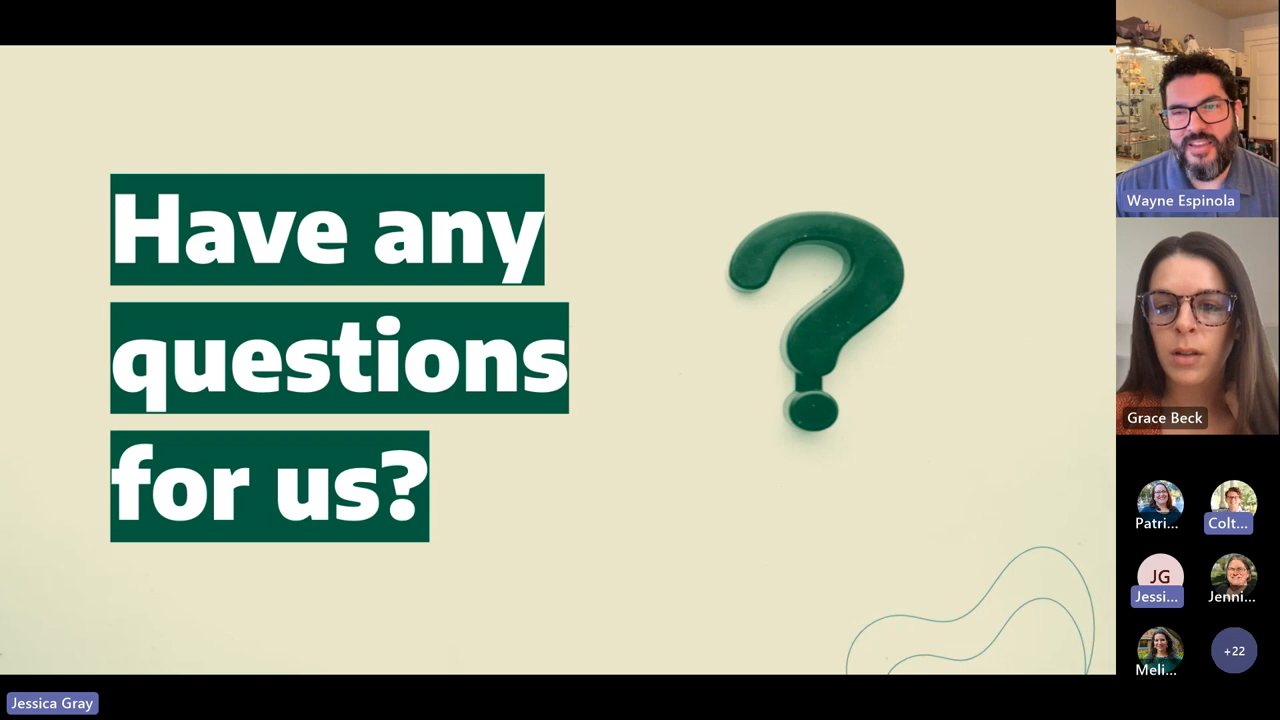 Have any
questions
for us?
?
Wayne Espinola
Grace Beck
Patri...
Colt...
JG
Jessi...
Jenni...
Meli...
+22
Jessica Gray